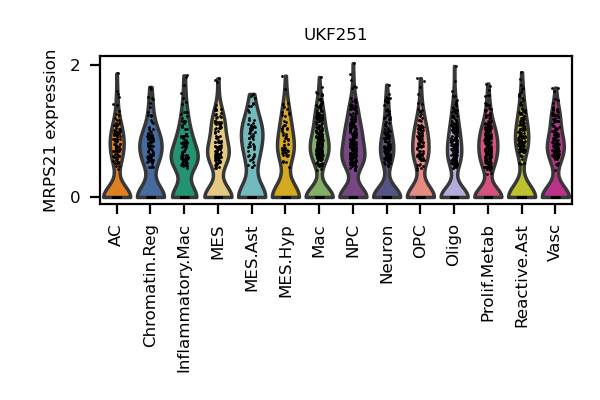 UKF251
MRPS21 expression
2
0
AC
Chromatin.Reg
Inflammatory.Mac
MES
MES.Ast
MES.Hyp
Mac
NPC
Neuron
OPC
Oligo
Prolif.Metab
Reactive.Ast
Vasc